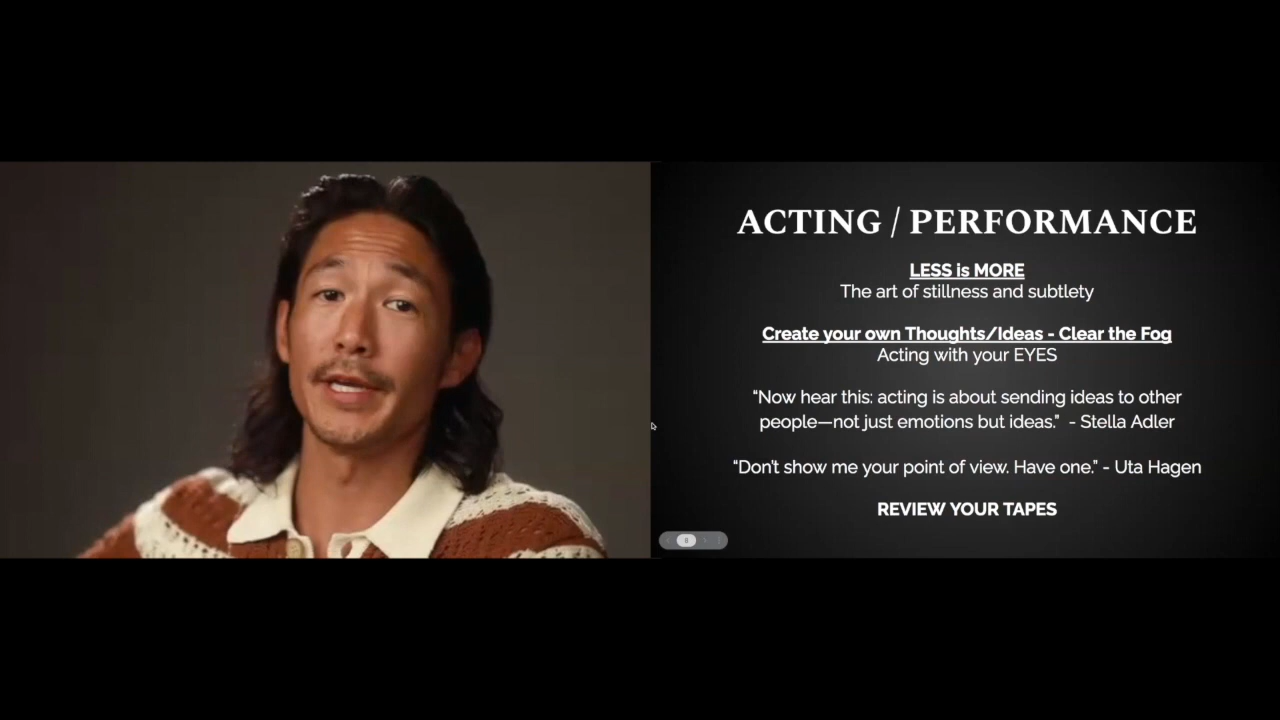 ACTING / PERFORMANCE
LESS is MORE
The art of stillness and subtlety
Create your own Thoughts/Ideas - Clear the Fog
Acting with your EYES
“Now hear this: acting is about sending ideas to other
people—not just emotions but ideas.”  - Stella Adler
“Don’t show me your point of view. Have one.” - Uta Hagen
REVIEW YOUR TAPES
8